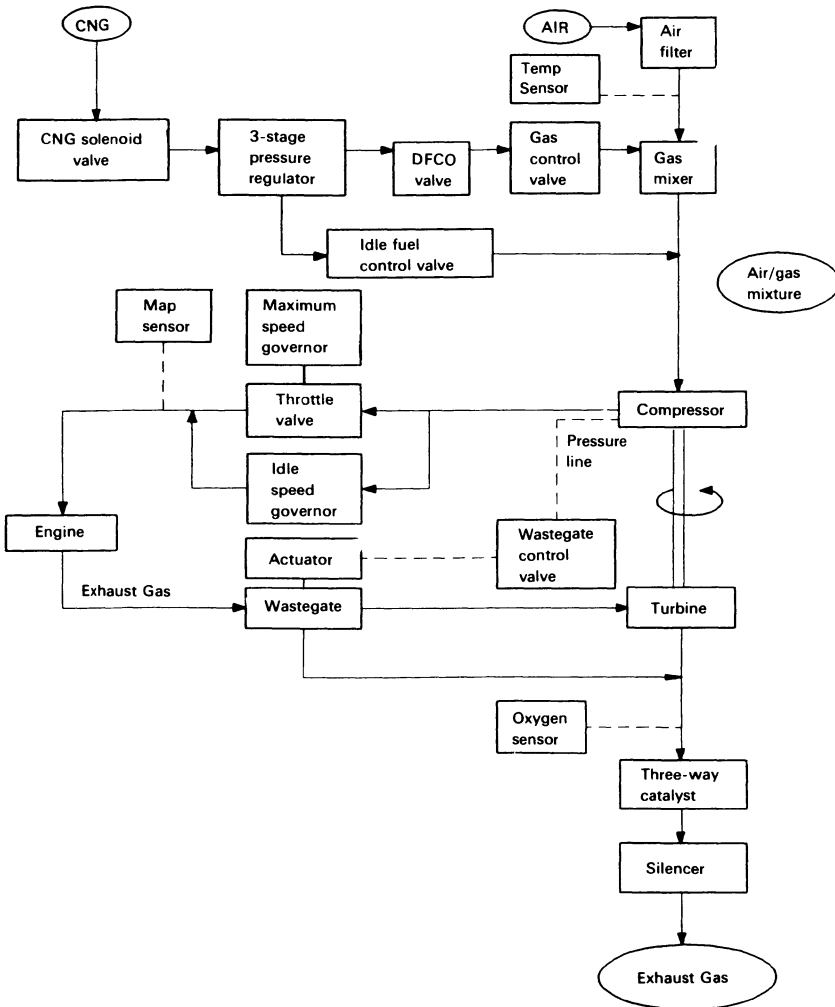 CNG
AIR
Air
filter
Temp
Sensor
CNG solenoid
valve
3-stage
pressure
regulator
DFCO
valve
Gas
control
valve
Gas
mixer
Idle fuel
control valve
Air/gas
mixture
Map
sensor
Maximum
speed
governor
Throttle
valve
Compressor
Pressure
line
Idle
speed
governor
Engine
Actuator
Wastegate
control
valve
Exhaust Gas
Wastegate
Turbine
Oxygen
sensor
Three-way
catalyst
Silencer
Exhaust Gas